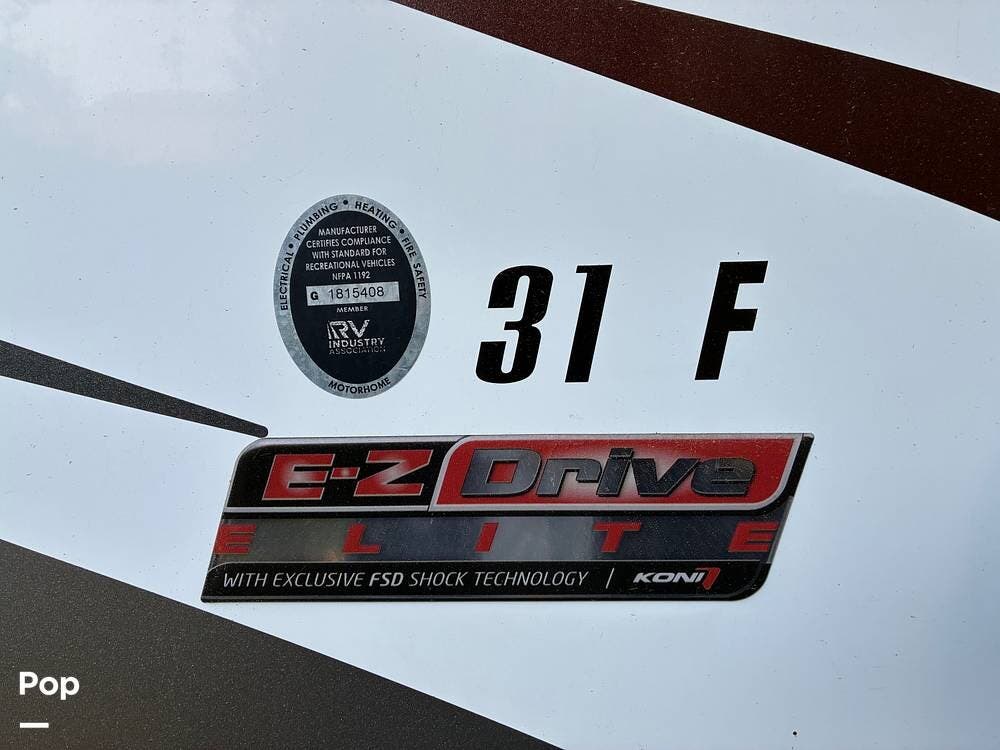 ELECTRICAL • PLUMBING • HEATING • FIRE SAFETY
MANUFACTURER
CERTIFIES COMPLIANCE
WITH STANDARD FOR
RECREATIONAL VEHICLES
NFPA 1192
G 1815408
MEMBER
RV
INDUSTRY
ASSOCIATION
MOTORHOME
31 F
E-Z Drive
ELITE
WITH EXCLUSIVE FSD SHOCK TECHNOLOGY | KONI
Pop